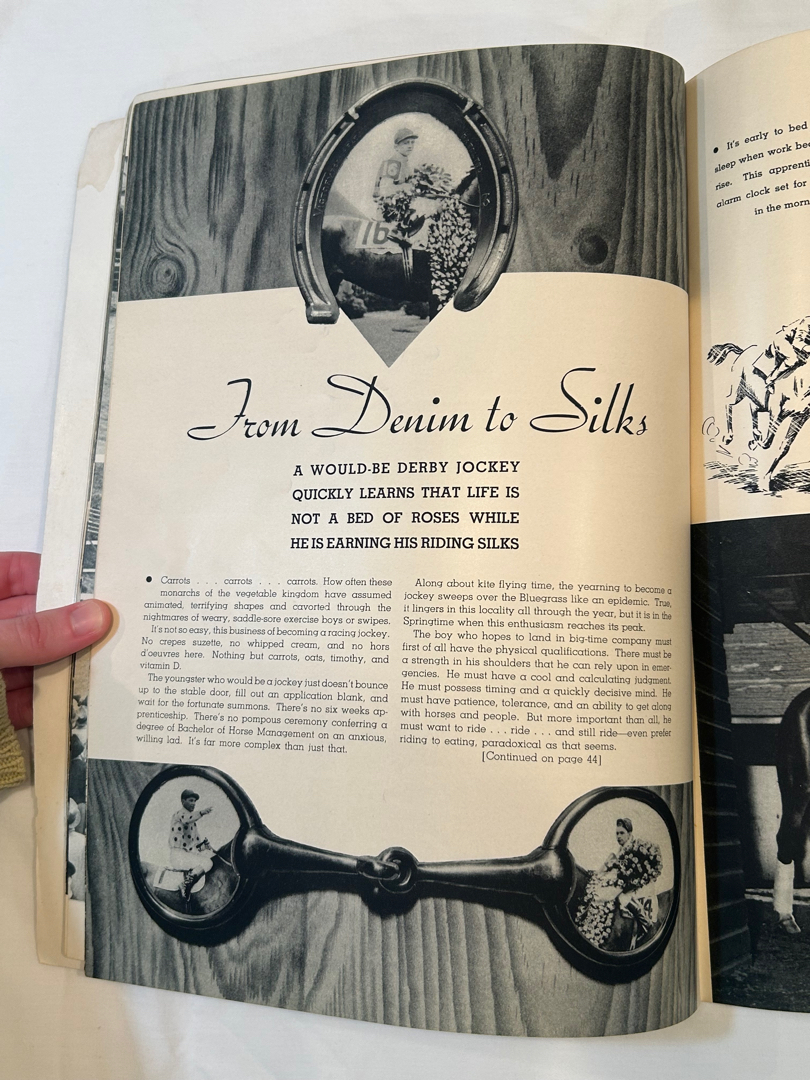 16
From Denim to Silks
A WOULD-BE DERBY JOCKEY
QUICKLY LEARNS THAT LIFE IS
NOT A BED OF ROSES WHILE
HE IS EARNING HIS RIDING SILKS
• Carrots . . . carrots . . . carrots. How often these
monarchs of the vegetable kingdom have assumed
animated, terrifying shapes and cavorted through the
nightmares of weary, saddle-sore exercise boys or swipes.
It's not so easy, this business of becoming a racing jockey.
No crepes suzette, no whipped cream, and no hors
d'oeuvres here. Nothing but carrots, oats, timothy, and
vitamin D.
The youngster who would be a jockey just doesn't bounce
up to the stable door, fill out an application blank, and
wait for the fortunate summons. There's no six weeks ap-
prenticeship. There's no pompous ceremony conferring a
degree of Bachelor of Horse Management on an anxious,
willing lad. It's far more complex than just that.
Along about kite flying time, the yearning to become a
jockey sweeps over the Bluegrass like an epidemic. True,
it lingers in this locality all through the year, but it is in the
Springtime when this enthusiasm reaches its peak.
The boy who hopes to land in big-time company must
first of all have the physical qualifications. There must be
a strength in his shoulders that he can rely upon in emer-
gencies. He must have a cool and calculating judgment.
He must possess timing and a quickly decisive mind. He
must have patience, tolerance, and an ability to get along
with horses and people. But more important than all, he
must want to ride . . . ride . . . and still ride—even prefer
riding to eating, paradoxical as that seems.
[Continued on page 44]
• It's early to bed
sleep when work bec
rise. This apprenti
alarm clock set for
in the morn